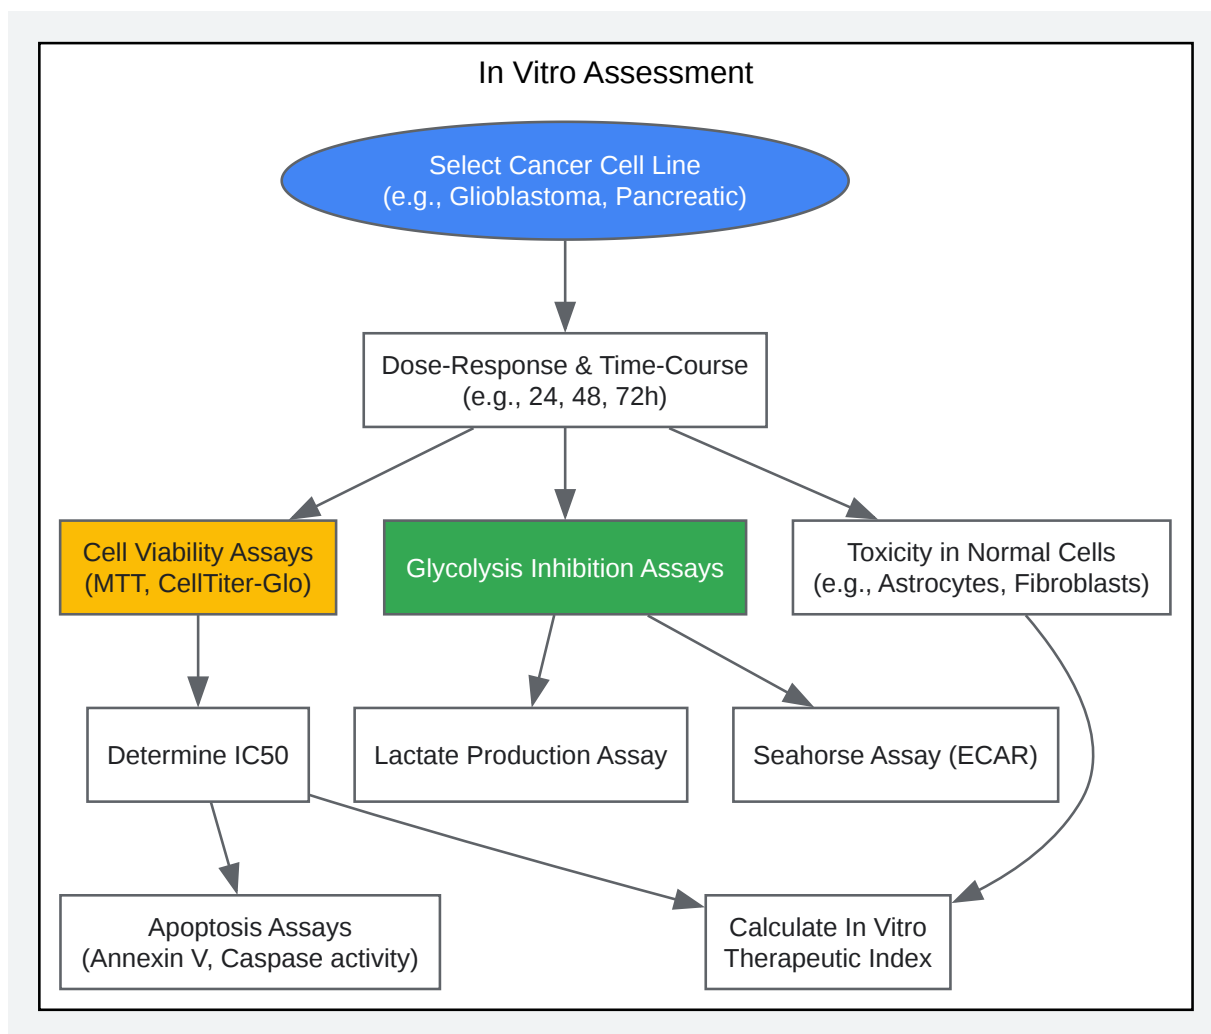 In Vitro Assessment
Select Cancer Cell Line
(e.g., Glioblastoma, Pancreatic)
Dose-Response & Time-Course
(e.g., 24, 48, 72h)
Cell Viability Assays
(MTT, CellTiter-Glo)
Glycolysis Inhibition Assays
Toxicity in Normal Cells
(e.g., Astrocytes, Fibroblasts)
Determine IC50
Lactate Production Assay
Seahorse Assay (ECAR)
Apoptosis Assays
(Annexin V, Caspase activity)
Calculate In Vitro
Therapeutic Index